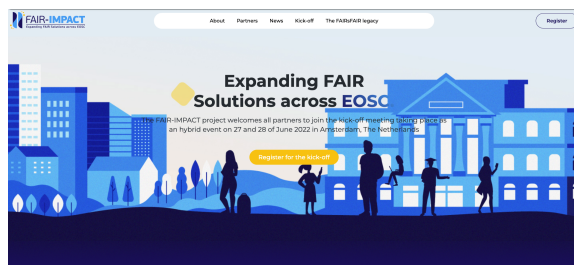 FAIR-IMPACT
Expanding FAIR Solutions across EOSC
About Partners News Kick-off The FAIRsFAIR legacy
Register
Expanding FAIR
Solutions across EOSC
The FAIR-IMPACT project welcomes all partners to join the kick-off meeting taking place as
an hybrid event on 27 and 28 of June 2022 in Amsterdam, The Netherlands
Register for the kick-off